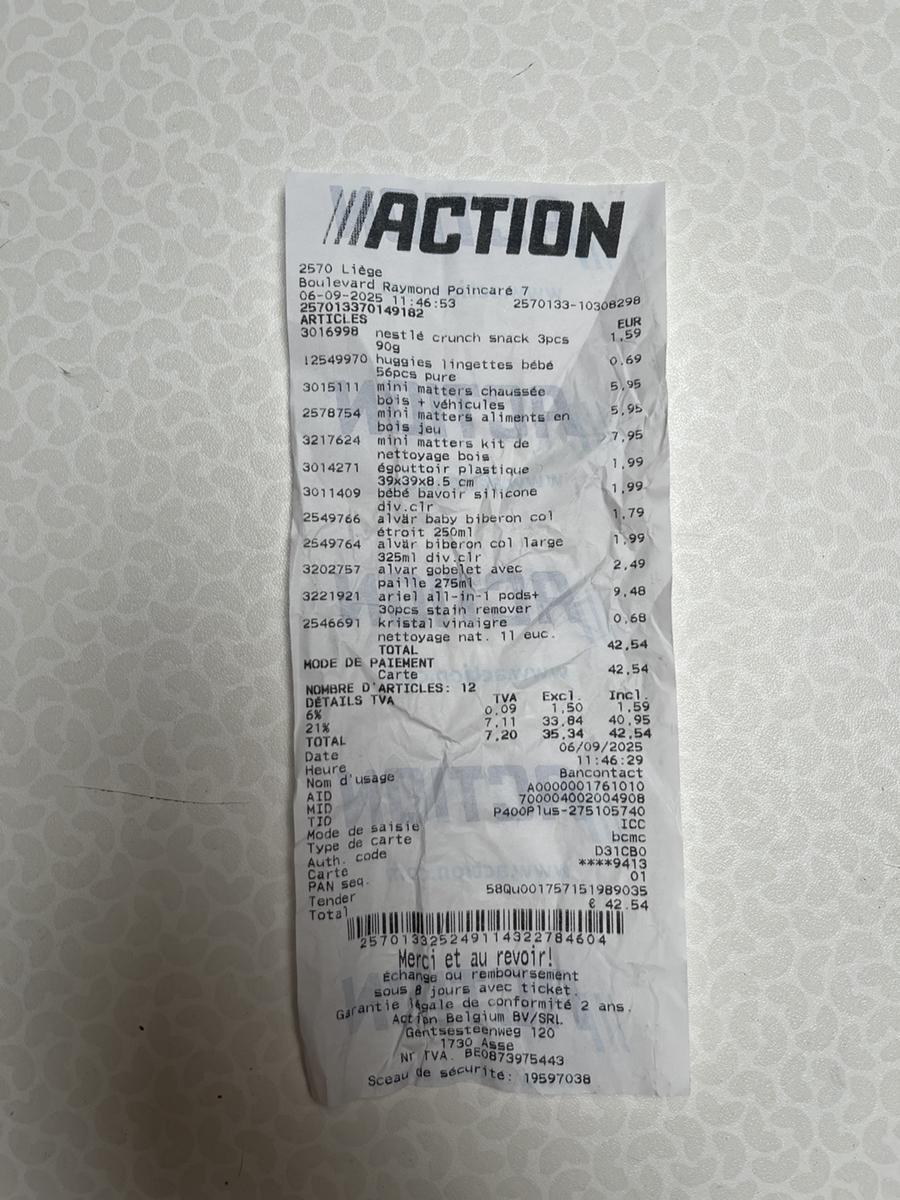 ACTION
2570 Liège
Boulevard Raymond Poincaré 7
06-09-2025 11:46:53 2570133-10308298
257013370149182
ARTICLES EUR
3016998 nestlé crunch snack 3pcs 1,59
90g
12549970 huggies lingettes bébé 0,69
56pcs pure
3015111 mini matters chaussée 5,95
bois + véhicules
2578754 mini matters aliments en 5,95
bois jeu
3217624 mini matters kit de 7,95
nettoyage bois
3014271 égouttoir plastique 1,99
39x39x8.5 cm
3011409 bébé bavoir silicone 1,99
div.clr
2549766 alvär baby biberon col 1,79
étroit 250ml
2549764 alvär biberon col large 1,99
325ml div.clr
3202757 alvar gobelet avec 2,49
paille 275ml
3221921 ariel all-in-1 pods+ 9,48
30pcs stain remover
2546691 kristal vinaigre 0,68
nettoyage nat. 1l euc.
TOTAL 42,54
MODE DE PAIEMENT
Carte 42,54
NOMBRE D'ARTICLES: 12
DÉTAILS TVA TVA Excl. Incl.
6% 0,09 1,50 1,59
21% 7,11 33,84 40,95
TOTAL 7,20 35,34 42,54
Date 06/09/2025
Heure 11:46:29
Nom d'usage Bancontact
AID A0000001761010
MID 700004002004908
TID P400Plus-275105740
Mode de saisie ICC
Type de carte bcmc
Auth. code D31CB0
Carte ****9413
PAN seq. 01
Tender 58Qu001757151989035
Total € 42.54
257013325249114322784604
Merci et au revoir!
Échange ou remboursement
sous 8 jours avec ticket.
Garantie légale de conformité 2 ans.
Action Belgium BV/SRL
Gentsesteenweg 120
1730 Asse
Nr TVA. BE0873975443
Sceau de sécurité: 19597038